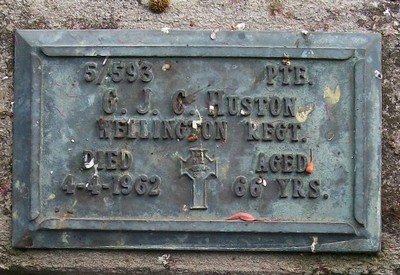 5/593 PTE.
G. J. C. HUSTON
WELLINGTON REGT.
DIED AGED
4-4-1962 66 YRS.